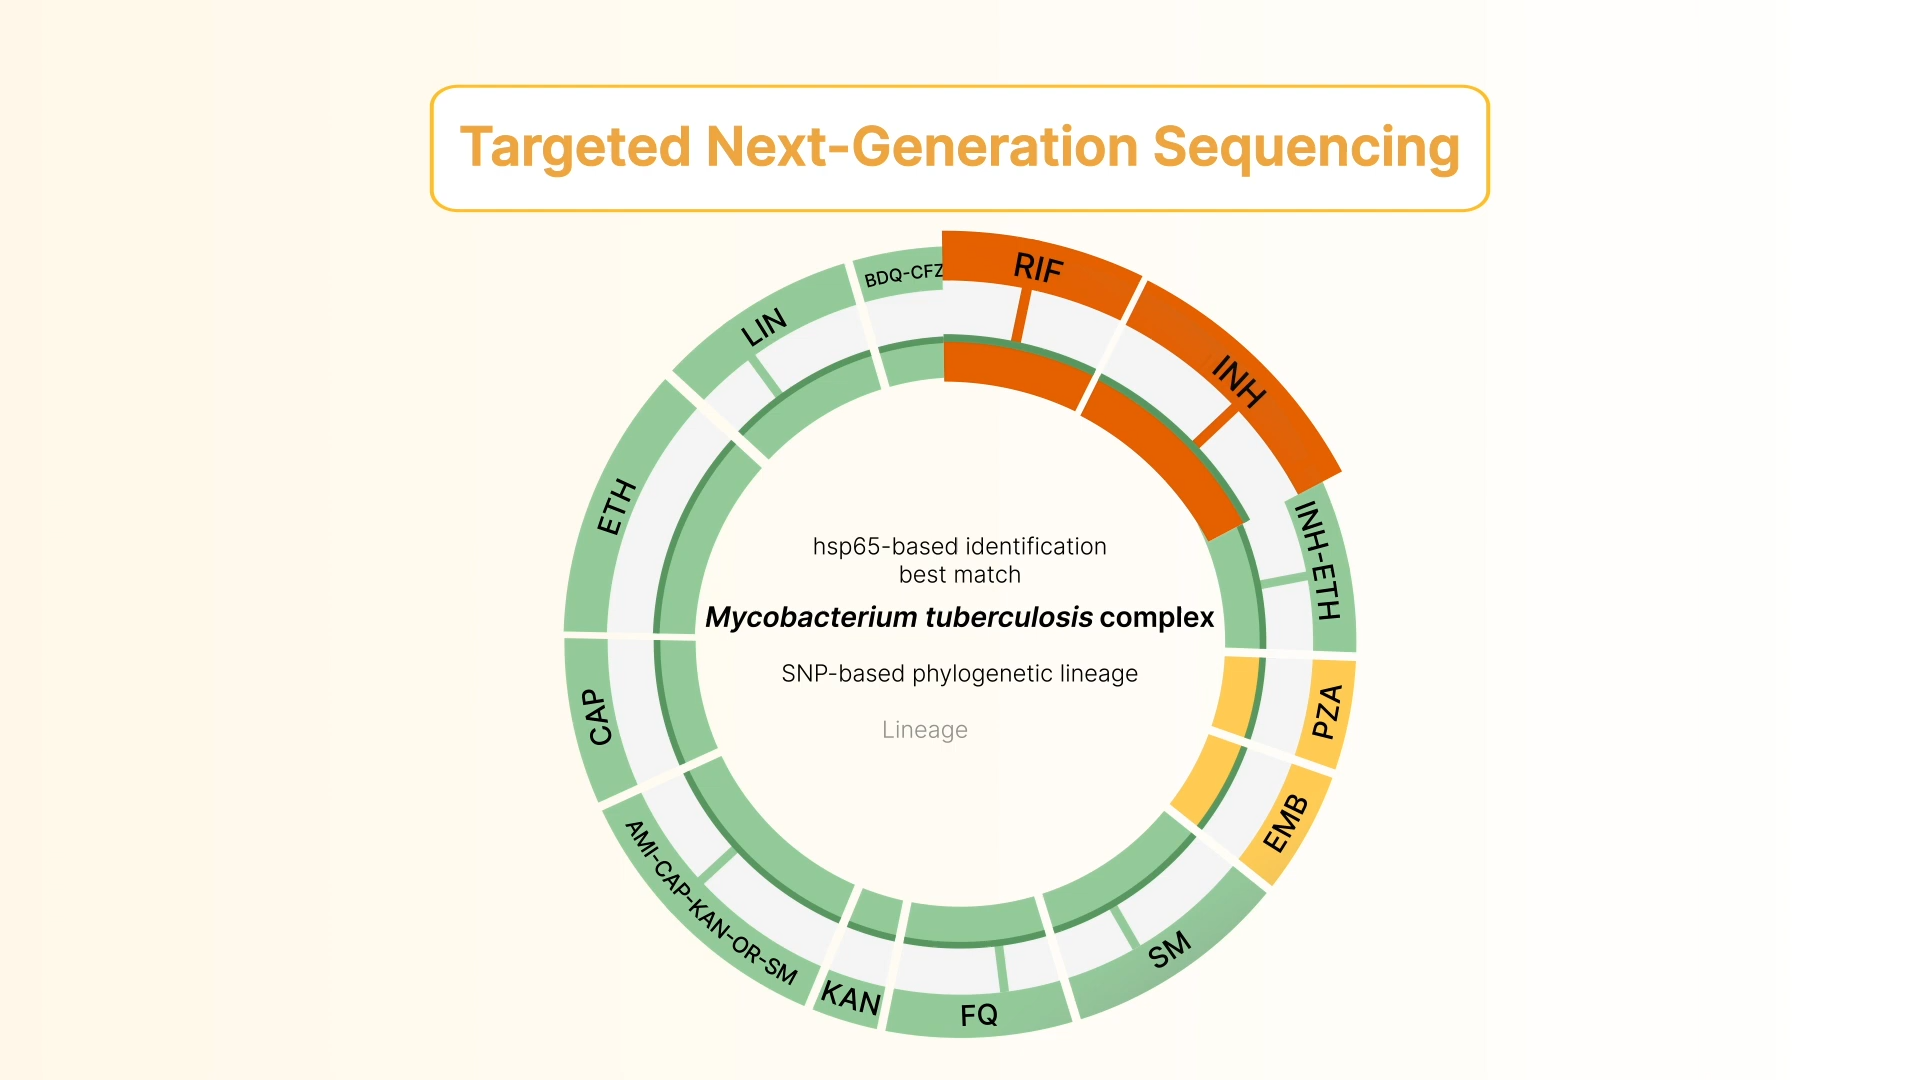 Targeted Next-Generation Sequencing
BDQ-CFZ
RIF
INH
INH-ETH
PZA
EMB
SM
FQ
KAN
AMI-CAP-KAN-OR-SM
CAP
ETH
LIN
hsp65-based identification
best match
Mycobacterium tuberculosis complex
SNP-based phylogenetic lineage
Lineage